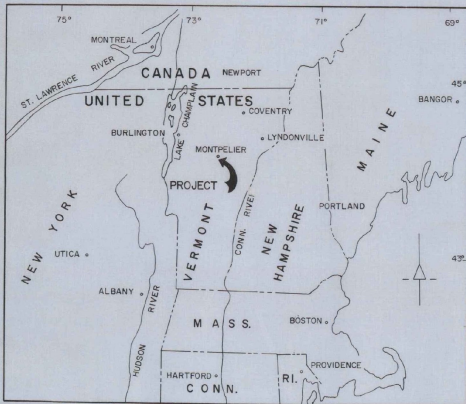 75°
73°
71°
69°
MONTREAL
ST. LAWRENCE RIVER
CANADA
NEWPORT
45°
UNITED STATES
BANGOR
LAKE CHAMPLAIN
COVENTRY
BURLINGTON
LYNDONVILLE
MONTPELIER
MAINE
PROJECT
CONN. RIVER
VERMONT
NEW HAMPSHIRE
PORTLAND
NEW YORK
UTICA
43°
ALBANY
HUDSON RIVER
MASS.
BOSTON
PROVIDENCE
HARTFORD
CONN.
RI.